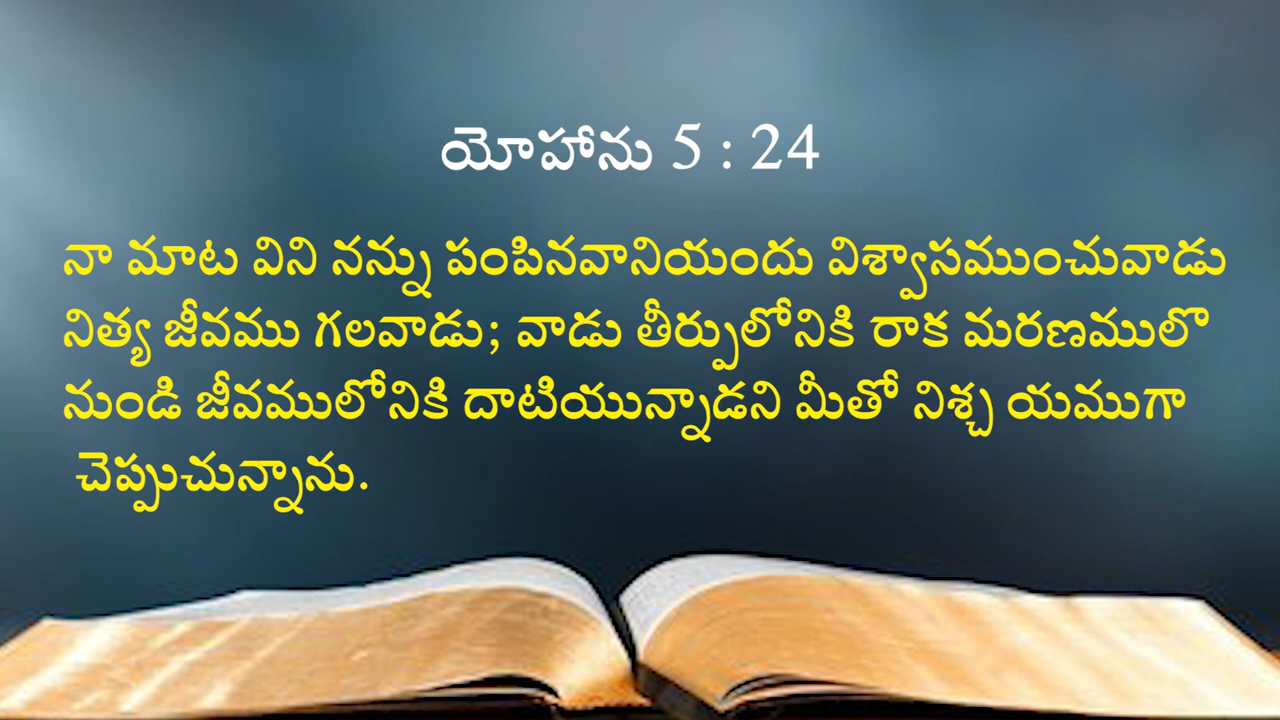 యోహాను 5 : 24
నా మాట విని నన్ను పంపినవానియందు విశ్వాసముంచువాడు
నిత్య జీవము గలవాడు; వాడు తీర్పులోనికి రాక మరణములొ
నుండి జీవములోనికి దాటియున్నాడని మీతో నిశ్చ యముగా
చెప్పుచున్నాను.